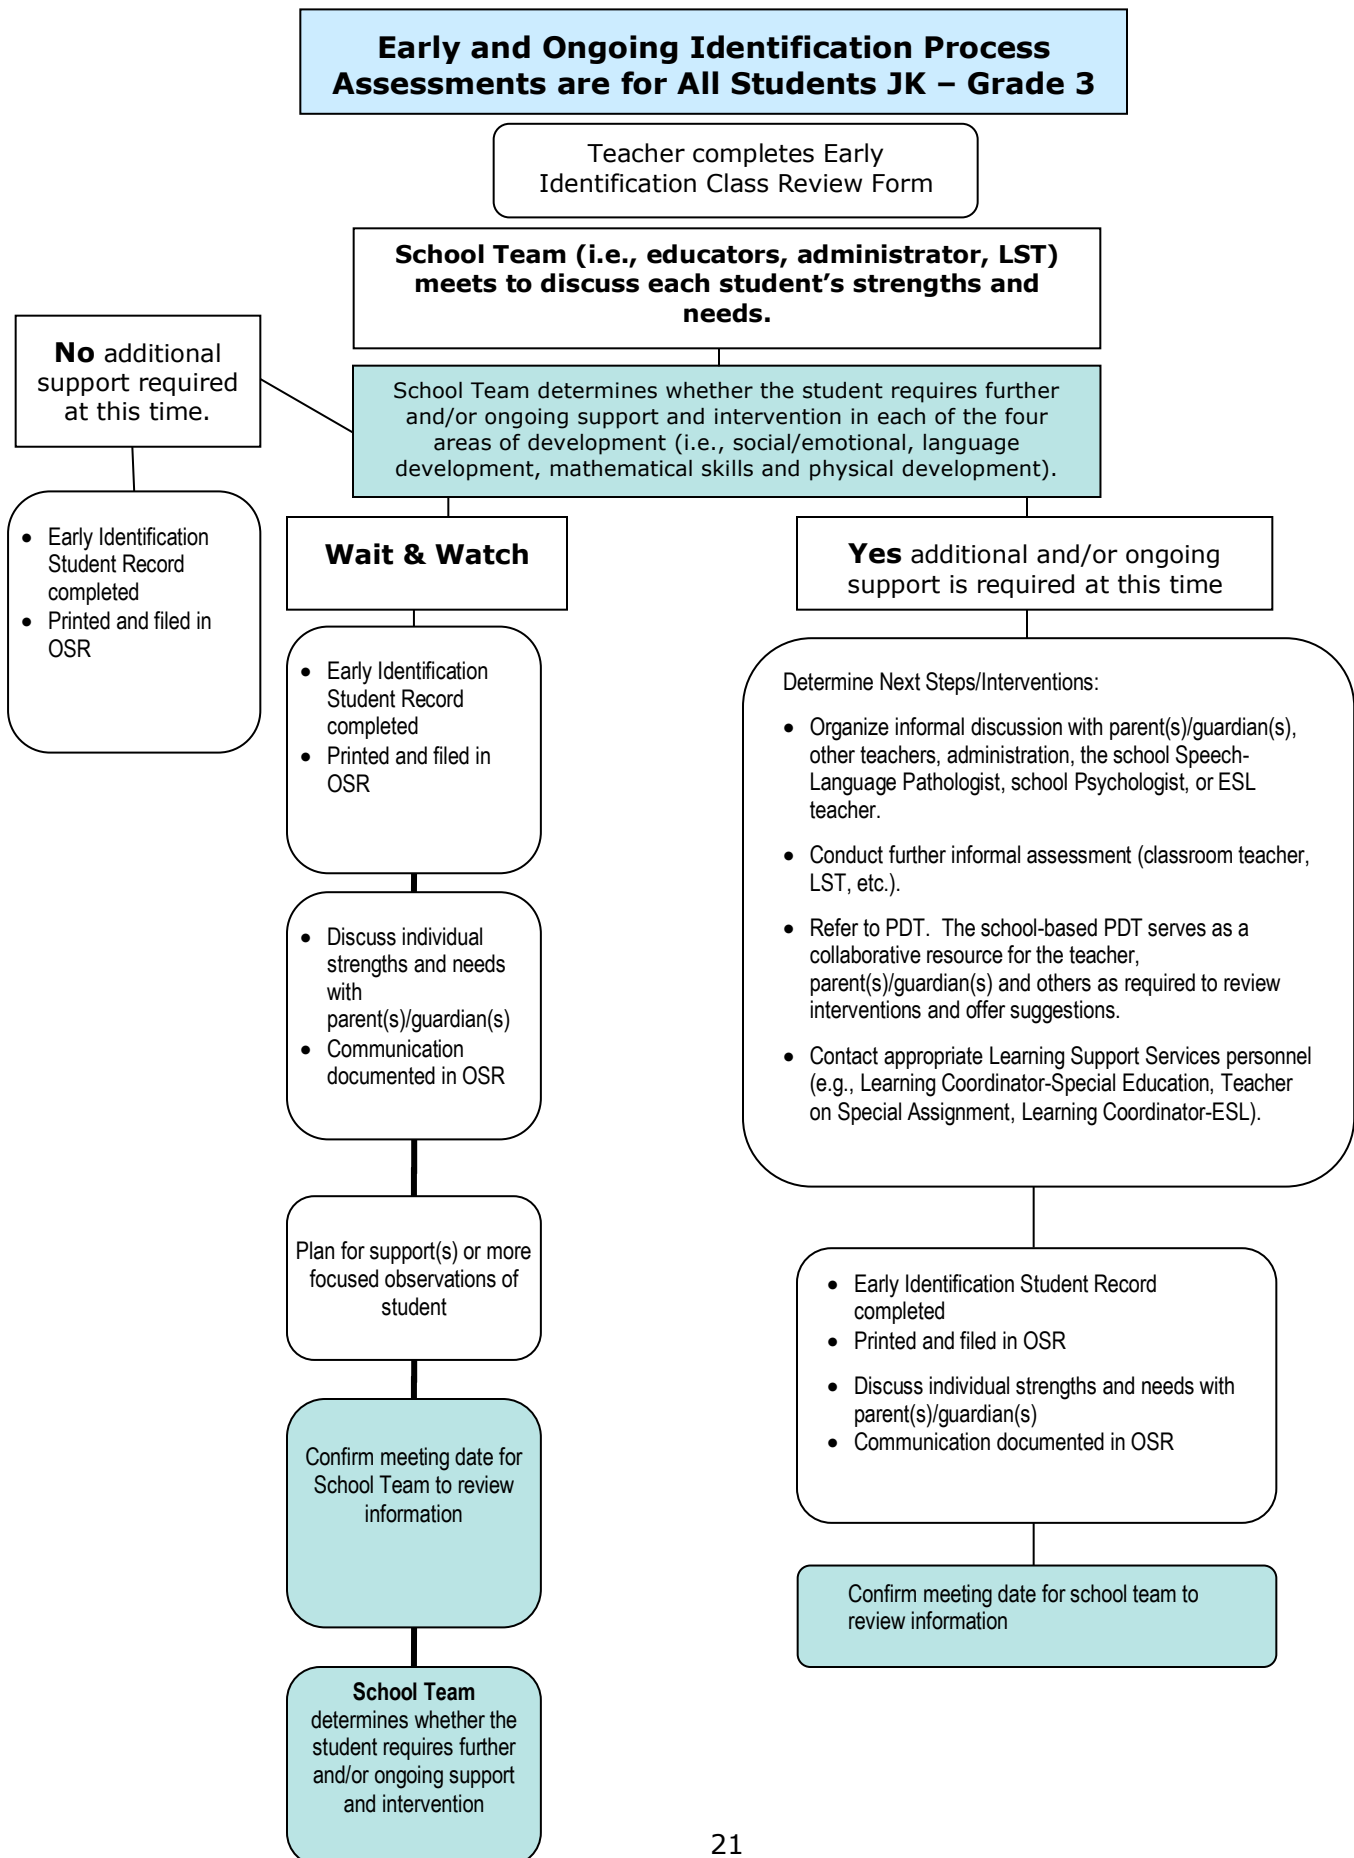 Early and Ongoing Identification Process
Assessments are for All Students JK – Grade 3
Teacher completes Early
Identification Class Review Form
School Team (i.e., educators, administrator, LST)
meets to discuss each student’s strengths and
needs.
No additional
support required
at this time.
School Team determines whether the student requires further
and/or ongoing support and intervention in each of the four
areas of development (i.e., social/emotional, language
development, mathematical skills and physical development).
• Early Identification
Student Record
completed
• Printed and filed in
OSR
Wait & Watch
• Early Identification
Student Record
completed
• Printed and filed in
OSR
• Discuss individual
strengths and needs
with
parent(s)/guardian(s)
• Communication
documented in OSR
Plan for support(s) or more
focused observations of
student
Confirm meeting date for
School Team to review
information
School Team
determines whether the
student requires further
and/or ongoing support
and intervention
Yes additional and/or ongoing
support is required at this time
Determine Next Steps/Interventions:
• Organize informal discussion with parent(s)/guardian(s),
other teachers, administration, the school Speech-
Language Pathologist, school Psychologist, or ESL
teacher.
• Conduct further informal assessment (classroom teacher,
LST, etc.).
• Refer to PDT.  The school-based PDT serves as a
collaborative resource for the teacher,
parent(s)/guardian(s) and others as required to review
interventions and offer suggestions.
• Contact appropriate Learning Support Services personnel
(e.g., Learning Coordinator-Special Education, Teacher
on Special Assignment, Learning Coordinator-ESL).
• Early Identification Student Record
completed
• Printed and filed in OSR
• Discuss individual strengths and needs with
parent(s)/guardian(s)
• Communication documented in OSR
Confirm meeting date for school team to
review information
21